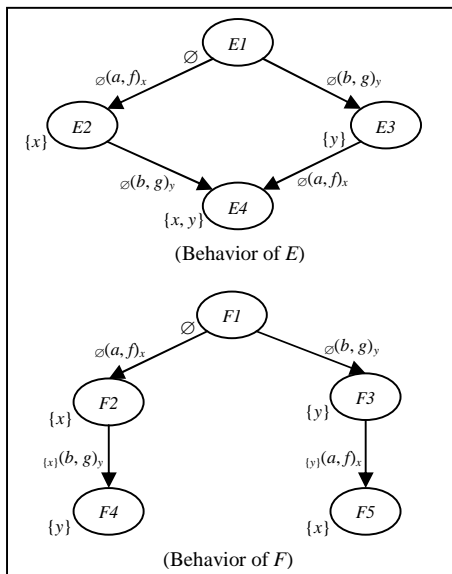 E1
∅
∅(a, f)x
∅(b, g)y
E2
E3
{x}
{y}
∅(b, g)y
∅(a, f)x
E4
{x, y}
(Behavior of E)
F1
∅
∅(a, f)x
∅(b, g)y
F2
F3
{x}
{y}
{x}(b, g)y
{y}(a, f)x
F4
F5
{y}
{x}
(Behavior of F)